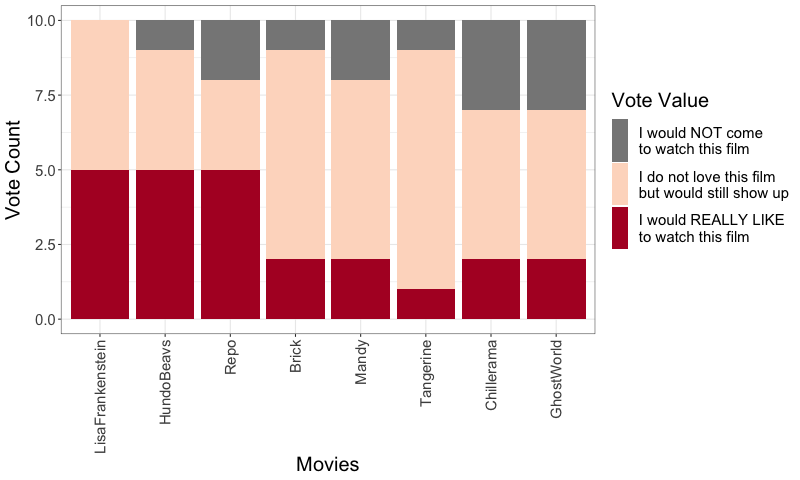 10.0
7.5
5.0
2.5
0.0
Vote Count
LisaFrankenstein
HundoBeavs
Repo
Brick
Mandy
Tangerine
Chillerama
GhostWorld
Movies
Vote Value
I would NOT come
to watch this film
I do not love this film
but would still show up
I would REALLY LIKE
to watch this film